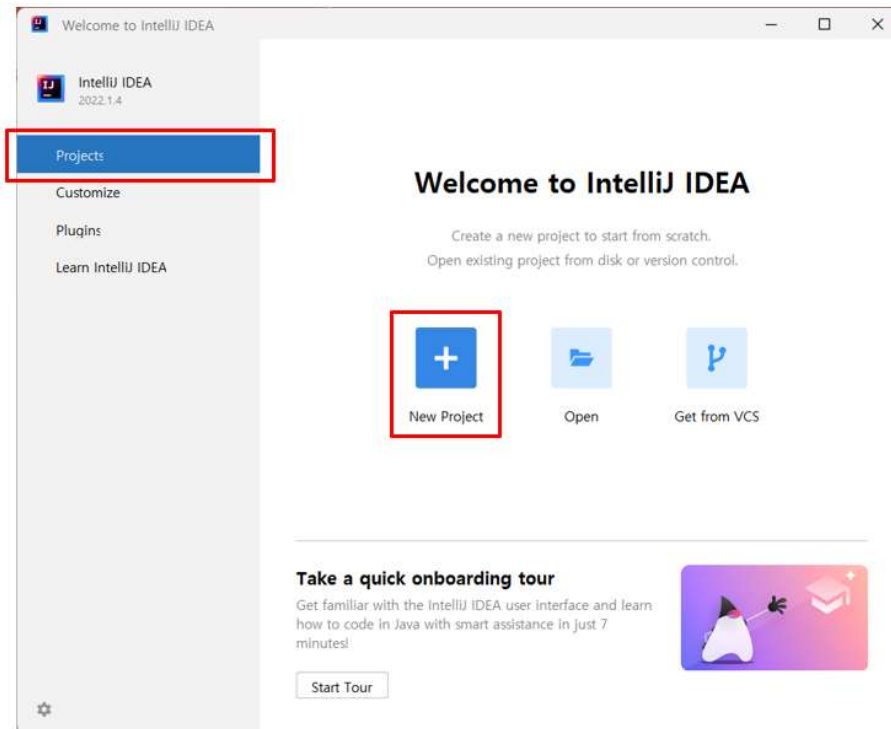 Welcome to IntelliJ IDEA
IntelliJ IDEA
2022.1.4
Projects
Customize
Plugins
Learn IntelliJ IDEA
Welcome to IntelliJ IDEA
Create a new project to start from scratch.
Open existing project from disk or version control.
New Project
Open
Get from VCS
Take a quick onboarding tour
Get familiar with the IntelliJ IDEA user interface and learn
how to code in Java with smart assistance in just 7
minutes!
Start Tour